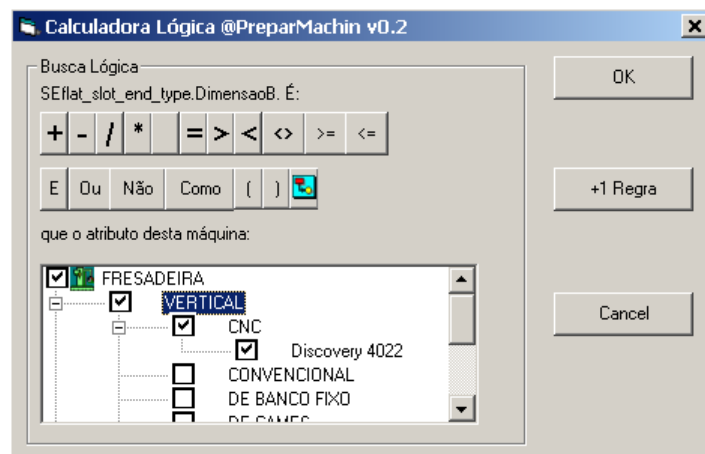 Calculadora Lógica @PreparMachin v0.2
Busca Lógica
SEflat_slot_end_type.DimensaoB. É:
+ - / * = > < <> >= <=
E Ou Não Como ( )
que o atributo desta máquina:
FRESADEIRA
VERTICAL
CNC
Discovery 4022
CONVENCIONAL
DE BANCO FIXO
OK
+1 Regra
Cancel